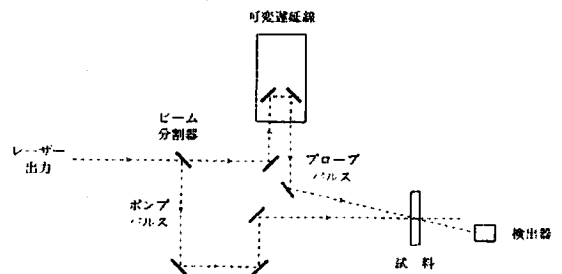 可変遅延線
ビーム
分割器
レーザー
出力
プローブ
パルス
ポンプ
パルス
検出器
試料